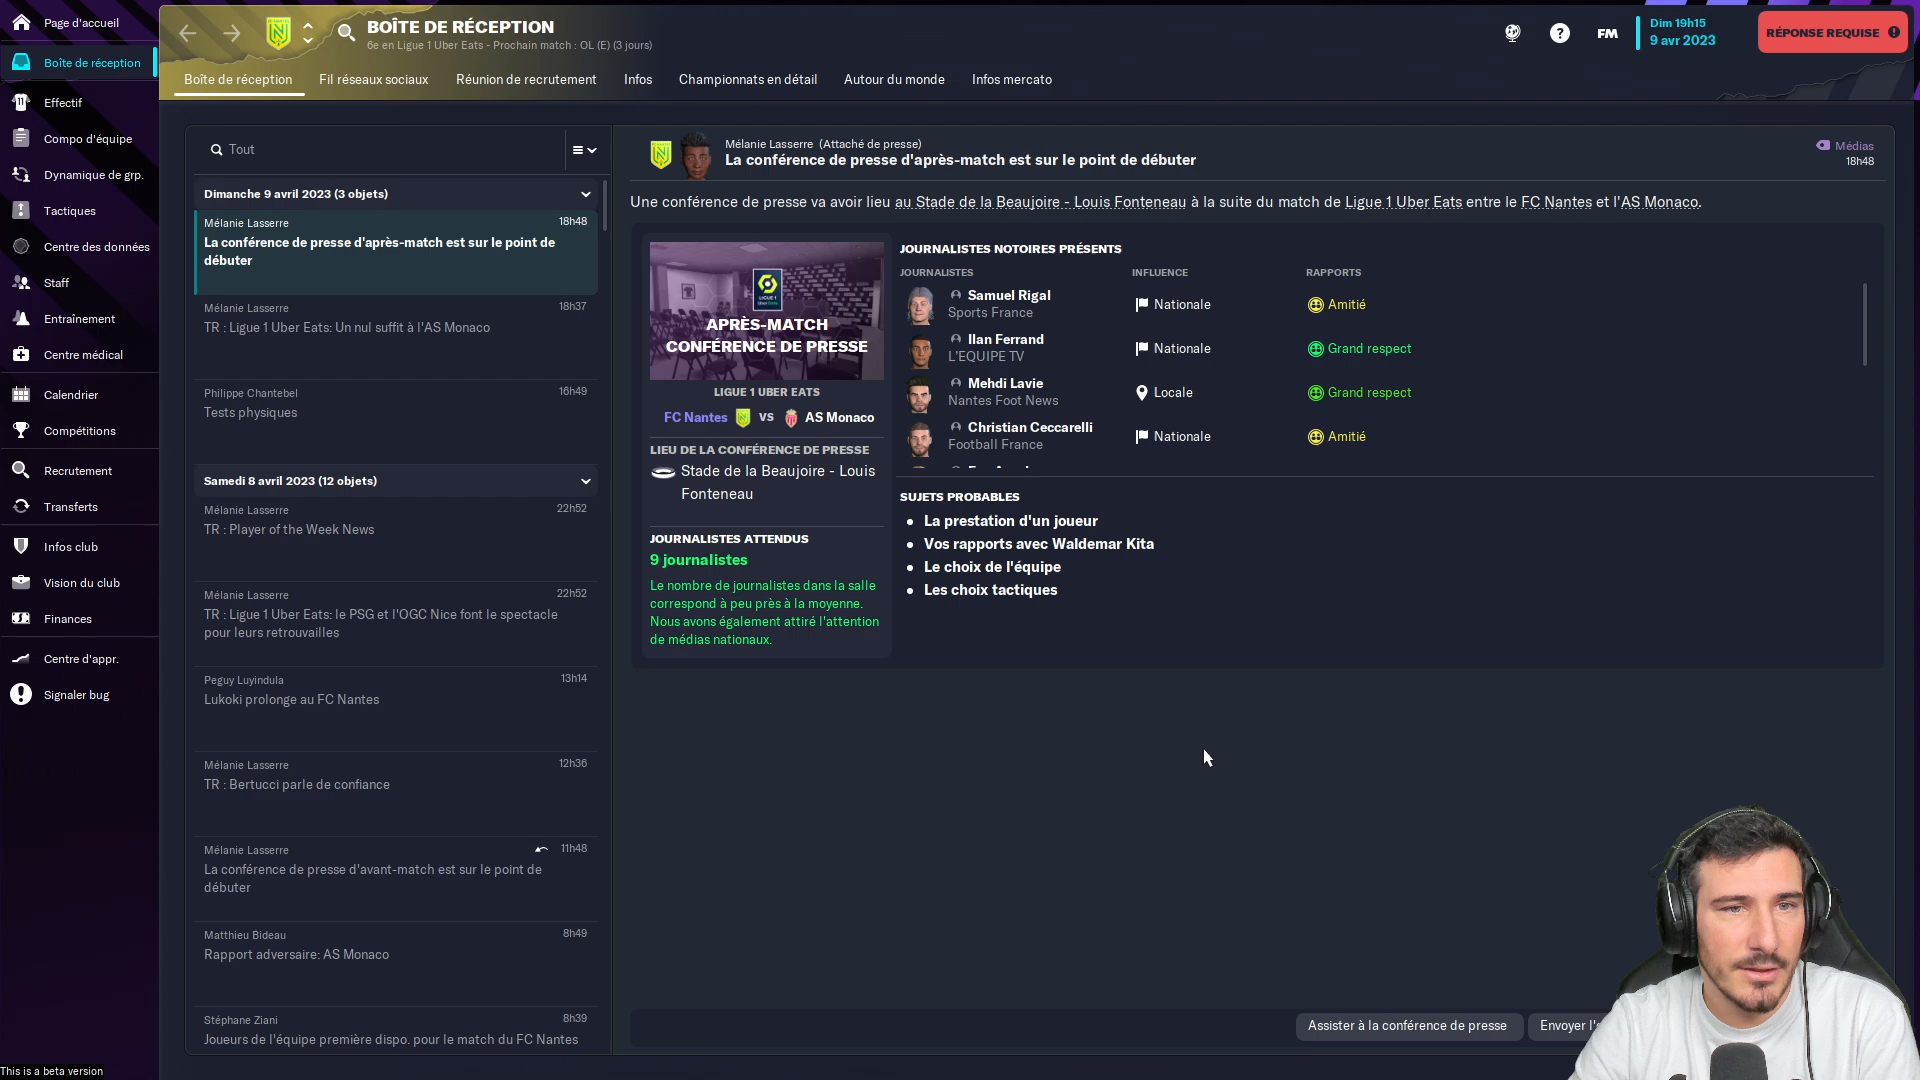 Page d'accueil
Boîte de réception
Effectif
Compo d'équipe
Dynamique de grp.
Tactiques
Centre des données
Staff
Entraînement
Centre médical
Calendrier
Compétitions
Recrutement
Transferts
Infos club
Vision du club
Finances
Centre d'appr.
Signaler bug
This is a beta version
BOÎTE DE RÉCEPTION
6e en Ligue 1 Uber Eats - Prochain match : OL (E) (3 jours)
FM
Dim 19h15
9 avr 2023
RÉPONSE REQUISE
Boîte de réception Fil réseaux sociaux Réunion de recrutement Infos Championnats en détail Autour du monde Infos mercato
Tout
Dimanche 9 avril 2023 (3 objets)
Mélanie Lasserre 18h48
La conférence de presse d'après-match est sur le point de
débuter
Mélanie Lasserre 18h37
TR : Ligue 1 Uber Eats: Un nul suffit à l'AS Monaco
Philippe Chantebel 16h49
Tests physiques
Samedi 8 avril 2023 (12 objets)
Mélanie Lasserre 22h52
TR : Player of the Week News
Mélanie Lasserre 22h52
TR : Ligue 1 Uber Eats: le PSG et l'OGC Nice font le spectacle
pour leurs retrouvailles
Peguy Luyindula 13h14
Lukoki prolonge au FC Nantes
Mélanie Lasserre 12h36
TR : Bertucci parle de confiance
Mélanie Lasserre 11h48
La conférence de presse d'avant-match est sur le point de
débuter
Matthieu Bideau 8h49
Rapport adversaire: AS Monaco
Stéphane Ziani 8h39
Joueurs de l'équipe première dispo. pour le match du FC Nantes
Mélanie Lasserre (Attaché de presse)
La conférence de presse d'après-match est sur le point de débuter
Médias
18h48
Une conférence de presse va avoir lieu au Stade de la Beaujoire - Louis Fonteneau à la suite du match de Ligue 1 Uber Eats entre le FC Nantes et l'AS Monaco.
LIGUE 1
Uber Eats
APRÈS-MATCH
CONFÉRENCE DE PRESSE
LIGUE 1 UBER EATS
FC Nantes VS AS Monaco
LIEU DE LA CONFÉRENCE DE PRESSE
Stade de la Beaujoire - Louis
Fonteneau
JOURNALISTES ATTENDUS
9 journalistes
Le nombre de journalistes dans la salle
correspond à peu près à la moyenne.
Nous avons également attiré l'attention
de médias nationaux.
JOURNALISTES NOTOIRES PRÉSENTS
JOURNALISTES INFLUENCE RAPPORTS
Samuel Rigal
Sports France
Nationale Amitié
Ilan Ferrand
L'EQUIPE TV
Nationale Grand respect
Mehdi Lavie
Nantes Foot News
Locale Grand respect
Christian Ceccarelli
Football France
Nationale Amitié
SUJETS PROBABLES
La prestation d'un joueur
Vos rapports avec Waldemar Kita
Le choix de l'équipe
Les choix tactiques
Assister à la conférence de presse
Envoyer